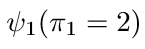 ψ₁(π₁ = 2)